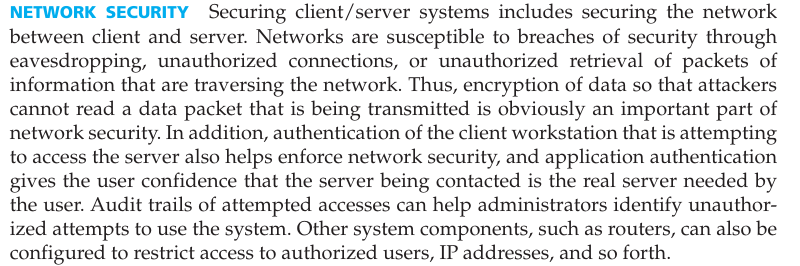 NETWORK SECURITY Securing client/server systems includes securing the network
between client and server. Networks are susceptible to breaches of security through
eavesdropping, unauthorized connections, or unauthorized retrieval of packets of
information that are traversing the network. Thus, encryption of data so that attackers
cannot read a data packet that is being transmitted is obviously an important part of
network security. In addition, authentication of the client workstation that is attempting
to access the server also helps enforce network security, and application authentication
gives the user confidence that the server being contacted is the real server needed by
the user. Audit trails of attempted accesses can help administrators identify unauthor-
ized attempts to use the system. Other system components, such as routers, can also be
configured to restrict access to authorized users, IP addresses, and so forth.